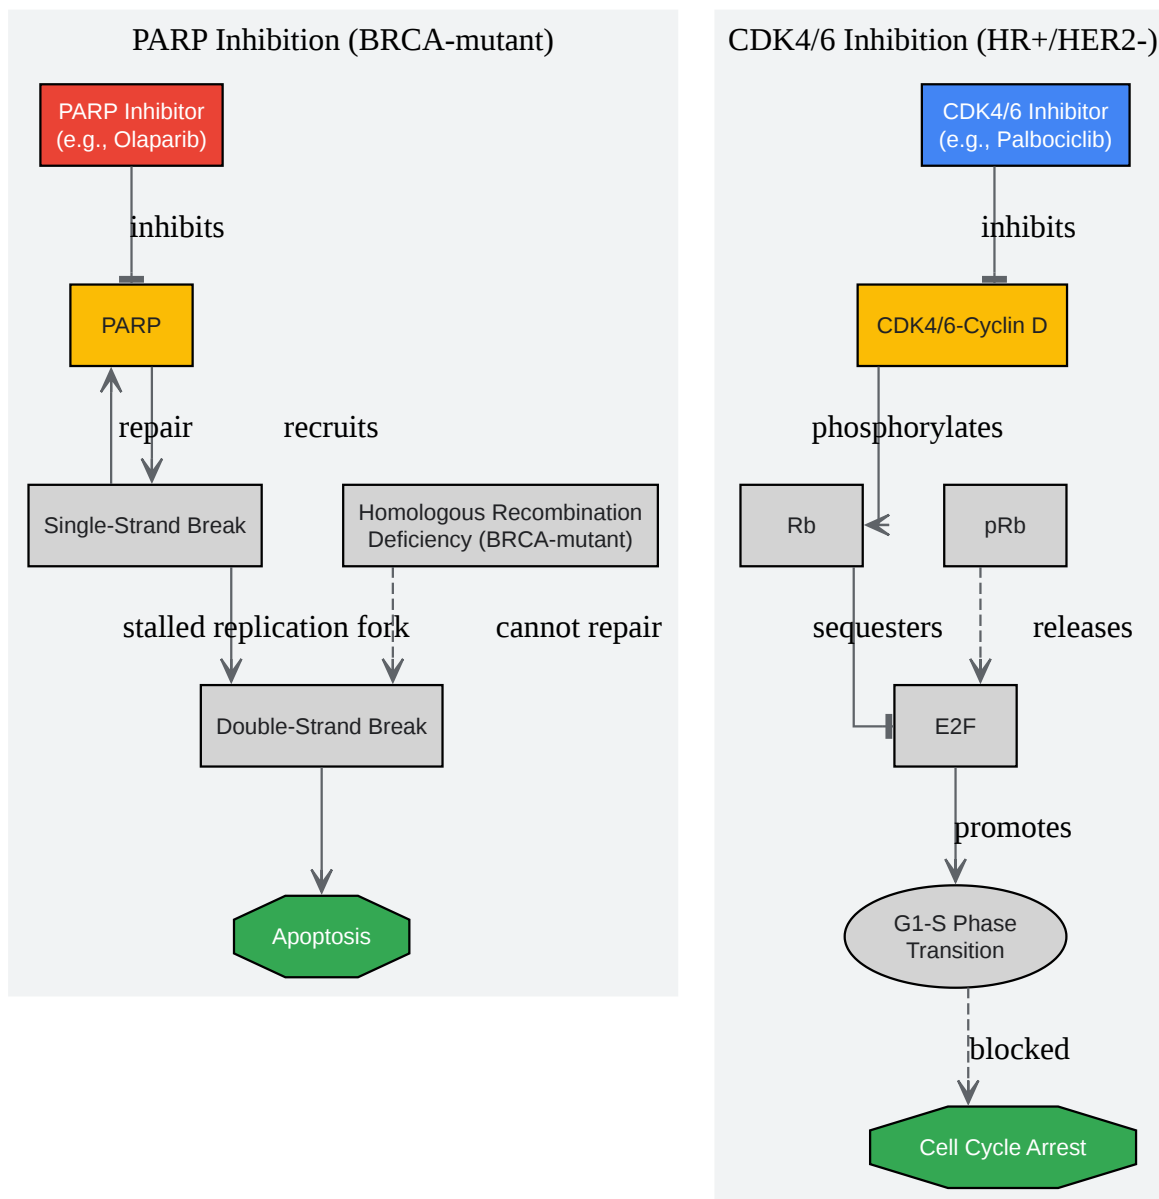 PARP Inhibition (BRCA-mutant)
PARP Inhibitor
(e.g., Olaparib)
inhibits
PARP
repair
recruits
Single-Strand Break
Homologous Recombination
Deficiency (BRCA-mutant)
stalled replication fork
cannot repair
Double-Strand Break
Apoptosis
CDK4/6 Inhibition (HR+/HER2-)
CDK4/6 Inhibitor
(e.g., Palbociclib)
inhibits
CDK4/6-Cyclin D
phosphorylates
Rb
pRb
sequesters
releases
E2F
promotes
G1-S Phase
Transition
blocked
Cell Cycle Arrest